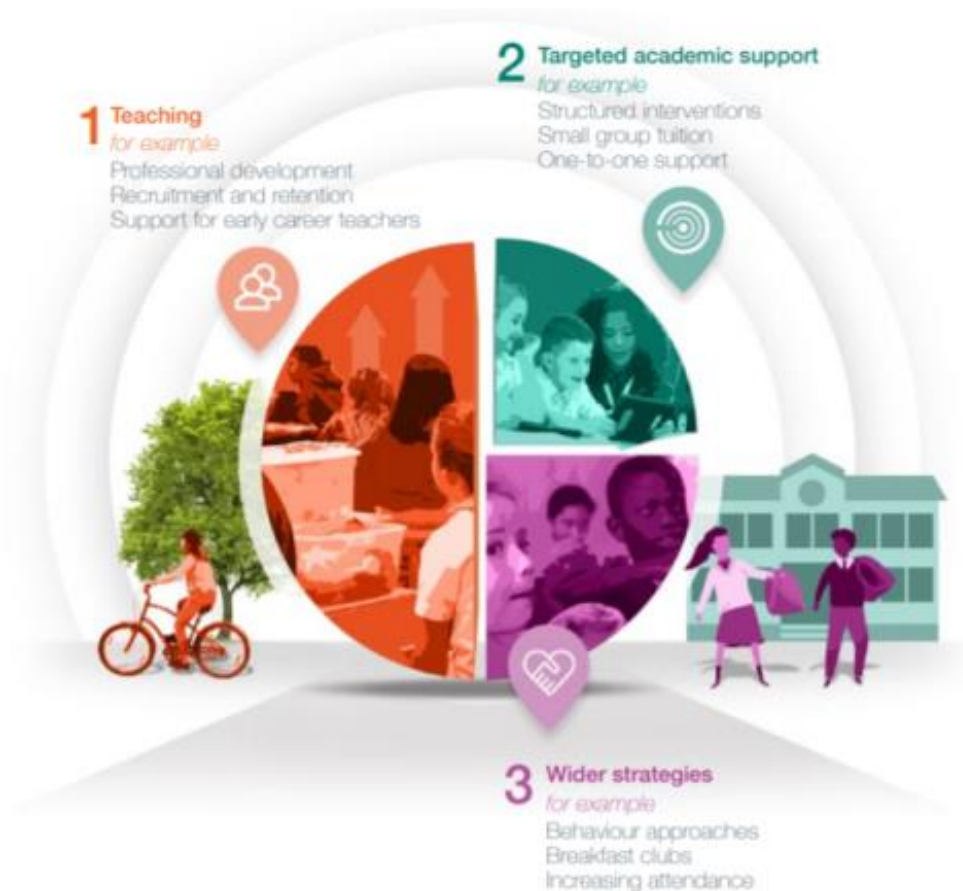 1 Teaching
for example
Professional development
Recruitment and retention
Support for early career teachers
2 Targeted academic support
for example
Structured interventions
Small group tuition
One-to-one support
3 Wider strategies
for example
Behaviour approaches
Breakfast clubs
Increasing attendance